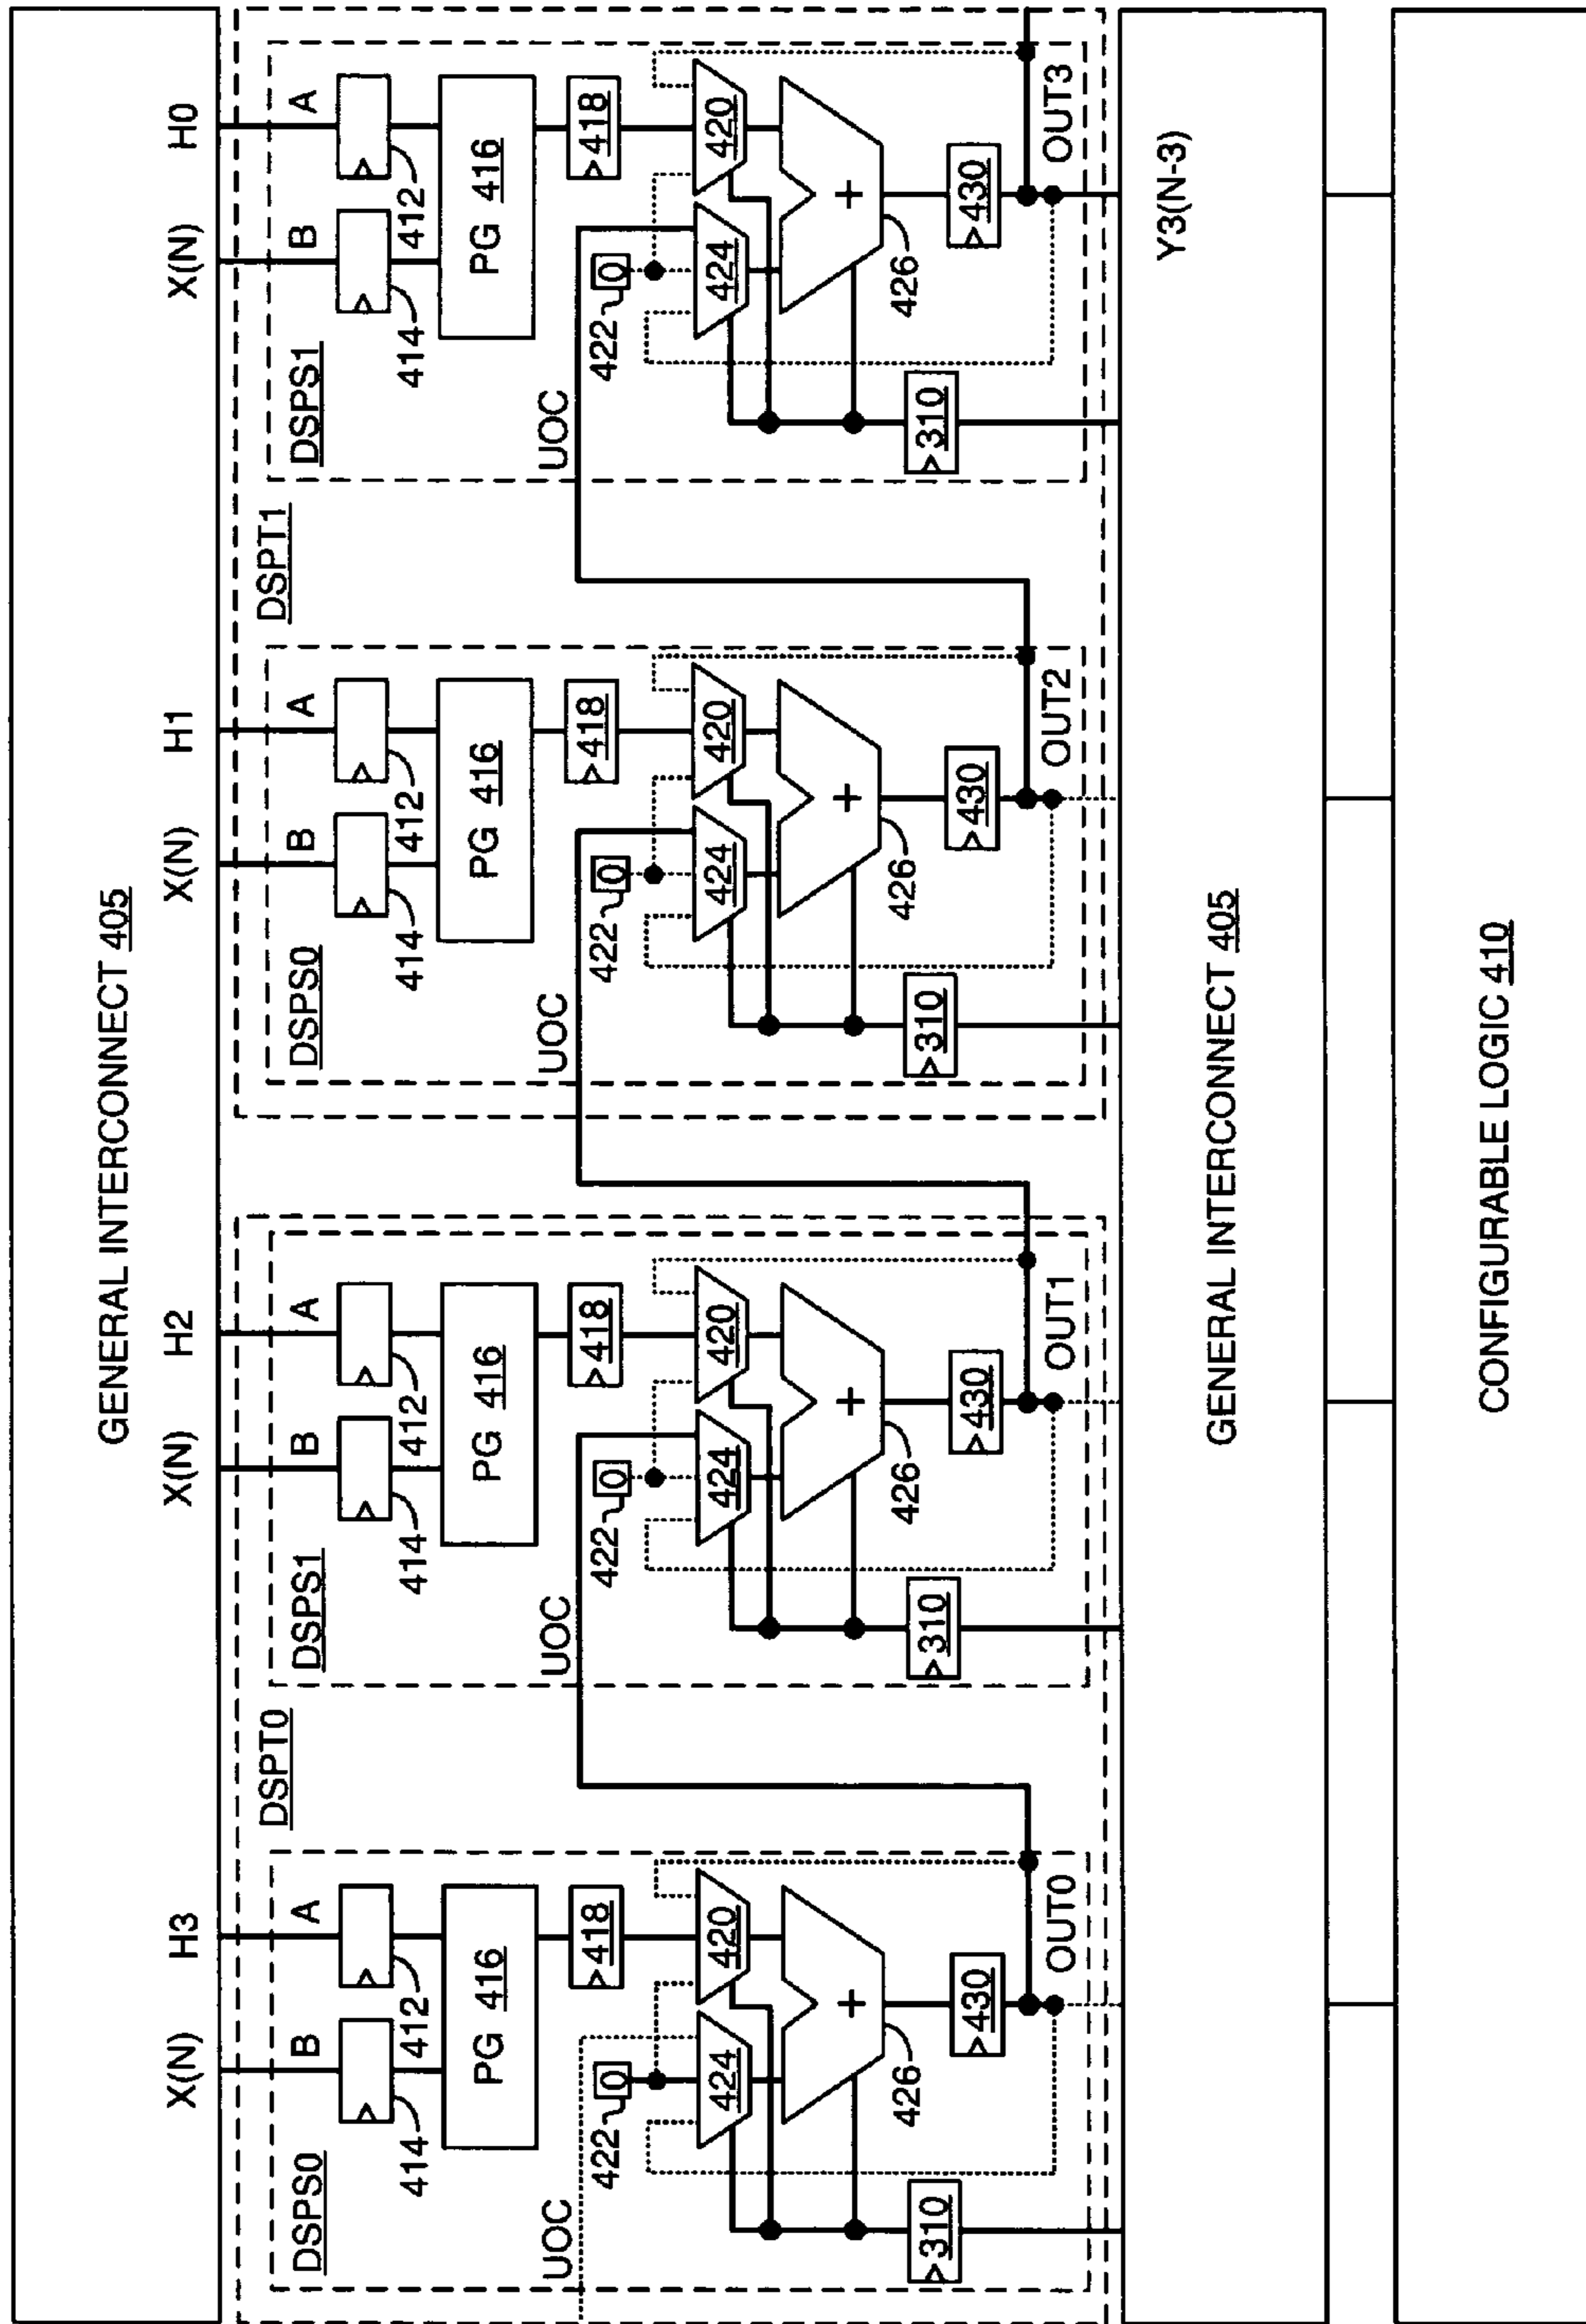 GENERAL INTERCONNECT 405
X(N) H3 X(N) H2 X(N) H1 X(N) H0
DSPT0 DSPT1
DSPS0 B A DSPS1 B A DSPS0 B A DSPS1 B A
414 412 414 412 414 412 414 412
PG 416 PG 416 PG 416 PG 416
UOC UOC UOC UOC
>418 >418 >418 >418
422 0 422 0 422 0 422 0
424 420 424 420 424 420 424 420
+ + + +
426 426 426 426
>310 >430 >310 >430 >310 >430 >310 >430
OUT0 OUT1 OUT2 OUT3
Y3(N-3)
GENERAL INTERCONNECT 405
CONFIGURABLE LOGIC 410